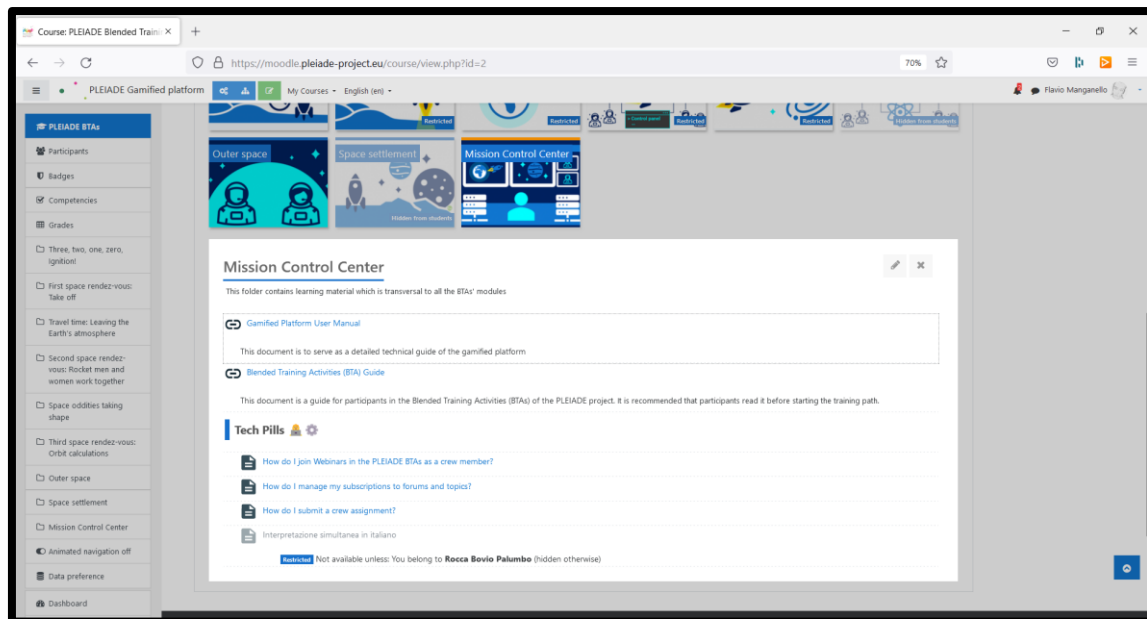 Course: PLEIADE Blended Traini
https://moodle.pleiade-project.eu/course/view.php?id=2
70%
PLEIADE Gamified platform
My Courses
English (en)
Flavio Manganello
PLEIADE BTAs
Participants
Badges
Competencies
Grades
Three, two, one, zero,
ignition!
First space rendez-vous:
Take off
Travel time: Leaving the
Earth's atmosphere
Second space rendez-
vous: Rocket men and
women work together
Space oddities taking
shape
Third space rendez-vous:
Orbit calculations
Outer space
Space settlement
Mission Control Center
Animated navigation off
Data preference
Dashboard
Restricted
Restricted
Control panel
Restricted
Restricted
Hidden from students
Outer space
Space settlement
Hidden from students
Mission Control Center
Mission Control Center
This folder contains learning material which is transversal to all the BTAs' modules
Gamified Platform User Manual
This document is to serve as a detailed technical guide of the gamified platform
Blended Training Activities (BTA) Guide
This document is a guide for participants in the Blended Training Activities (BTAs) of the PLEIADE project. It is recommended that participants read it before starting the training path.
Tech Pills
How do I join Webinars in the PLEIADE BTAs as a crew member?
How do I manage my subscriptions to forums and topics?
How do I submit a crew assignment?
Interpretazione simultanea in italiano
Restricted Not available unless: You belong to Rocca Bovio Palumbo (hidden otherwise)